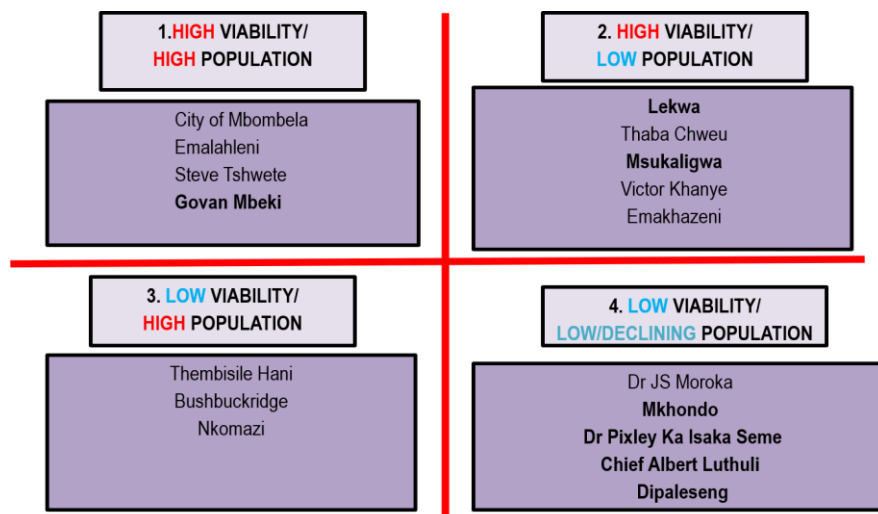 1.HIGH VIABILITY/
HIGH POPULATION
City of Mbombela
Emalahleni
Steve Tshwete
Govan Mbeki
2. HIGH VIABILITY/
LOW POPULATION
Lekwa
Thaba Chweu
Msukaligwa
Victor Khanye
Emakhazeni
3. LOW VIABILITY/
HIGH POPULATION
Thembisile Hani
Bushbuckridge
Nkomazi
4. LOW VIABILITY/
LOW/DECLINING POPULATION
Dr JS Moroka
Mkhondo
Dr Pixley Ka Isaka Seme
Chief Albert Luthuli
Dipaleseng